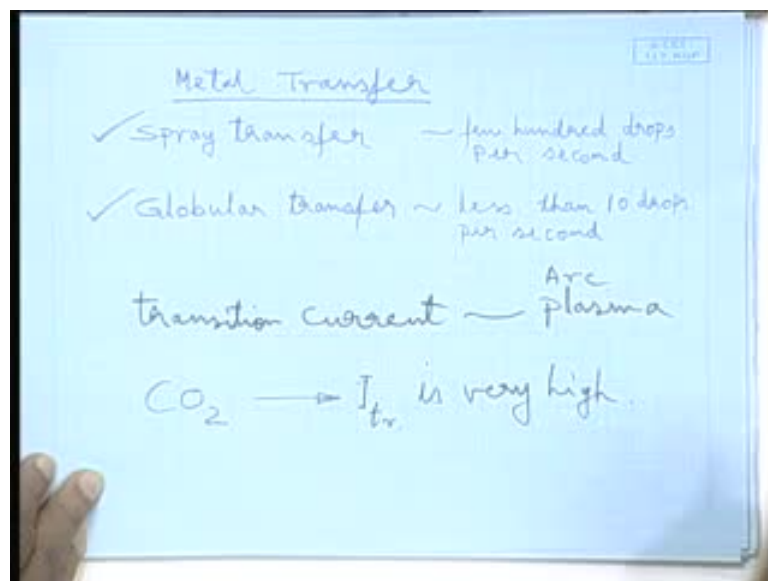 Metal Transfer
✓ Spray transfer ~ few hundred drops
per second
✓ Globular transfer ~ less than 10 drops
per second
Arc
transition current — plasma
CO₂ → I_tr is very high.